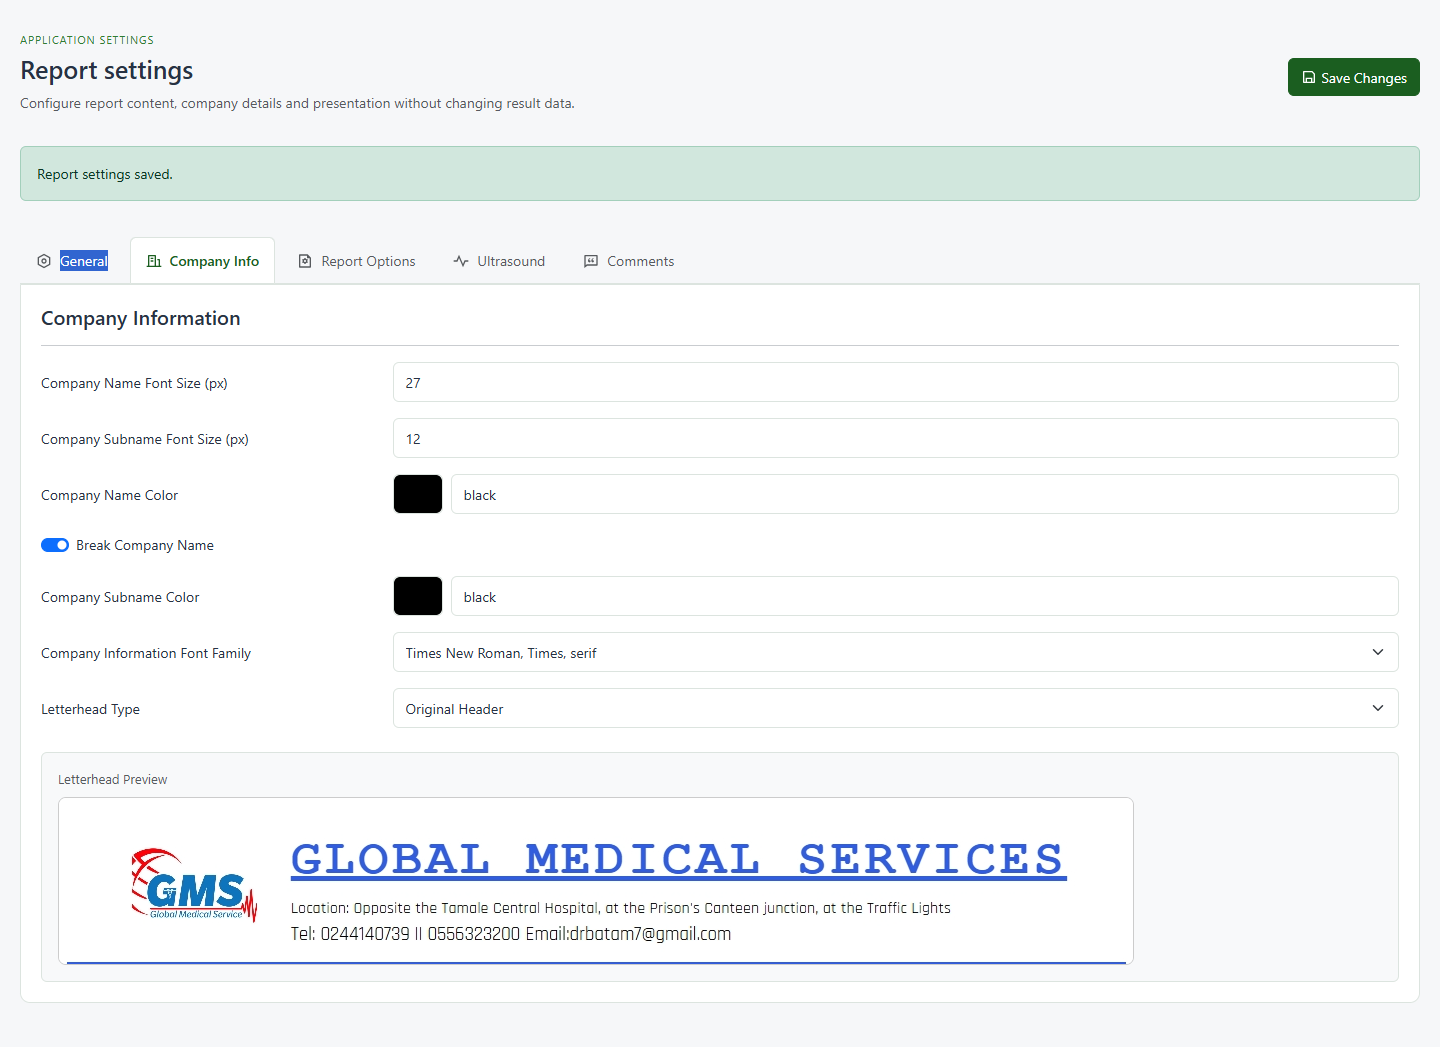 APPLICATION SETTINGS
Report settings
Configure report content, company details and presentation without changing result data.
Save Changes
Report settings saved.
General
Company Info
Report Options
Ultrasound
Comments
Company Information
Company Name Font Size (px)
27
Company Subname Font Size (px)
12
Company Name Color
black
Break Company Name
Company Subname Color
black
Company Information Font Family
Times New Roman, Times, serif
Letterhead Type
Original Header
Letterhead Preview
GMS
Global Medical Service
GLOBAL MEDICAL SERVICES
Location: Opposite the Tamale Central Hospital, at the Prison's Canteen junction, at the Traffic Lights
Tel: 0244140739 || 0556323200 Email:drbatam7@gmail.com